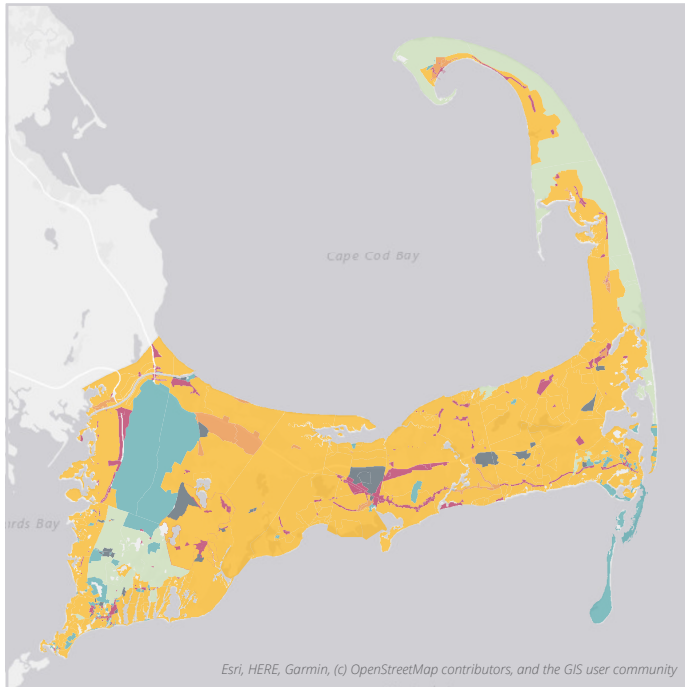 Cape Cod Bay
ards Bay
Esri, HERE, Garmin, (c) OpenStreetMap contributors, and the GIS user community